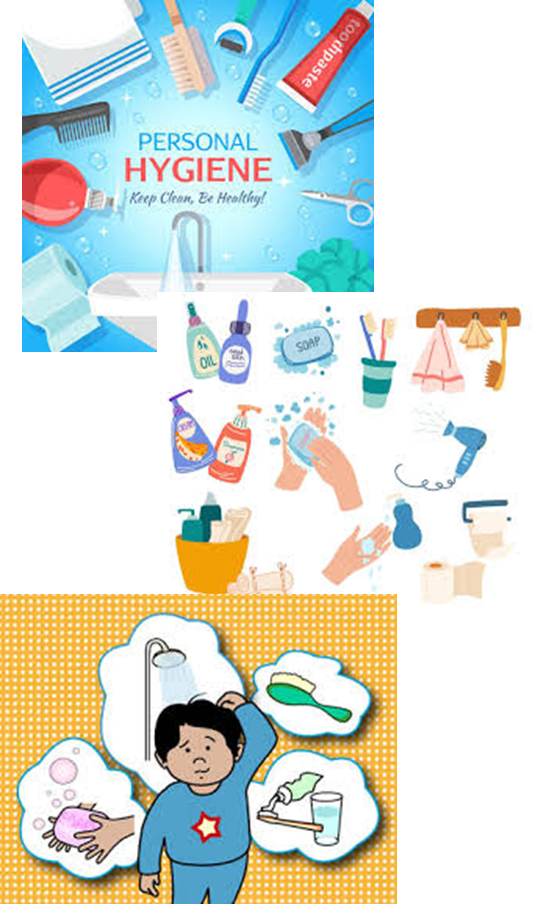 toothpaste
PERSONAL
HYGIENE
Keep Clean, Be Healthy!
OIL
SOAP